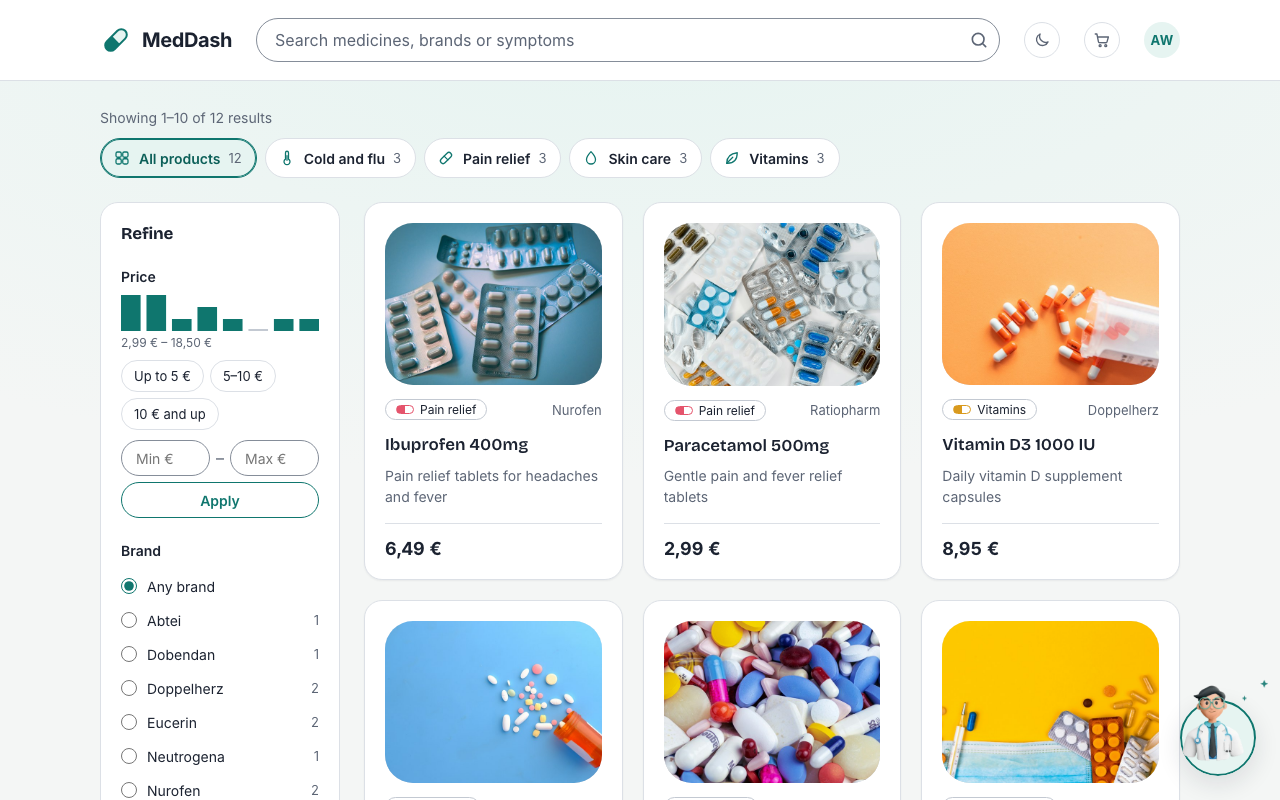 MedDash
Search medicines, brands or symptoms
AW
Showing 1–10 of 12 results
All products 12
Cold and flu 3
Pain relief 3
Skin care 3
Vitamins 3
Refine
Price
2,99 € – 18,50 €
Up to 5 €
5–10 €
10 € and up
Min €
–
Max €
Apply
Brand
Any brand
Abtei 1
Dobendan 1
Doppelherz 2
Eucerin 2
Neutrogena 1
Nurofen 2
Pain relief
Nurofen
Ibuprofen 400mg
Pain relief tablets for headaches
and fever
6,49 €
Pain relief
Ratiopharm
Paracetamol 500mg
Gentle pain and fever relief
tablets
2,99 €
Vitamins
Doppelherz
Vitamin D3 1000 IU
Daily vitamin D supplement
capsules
8,95 €